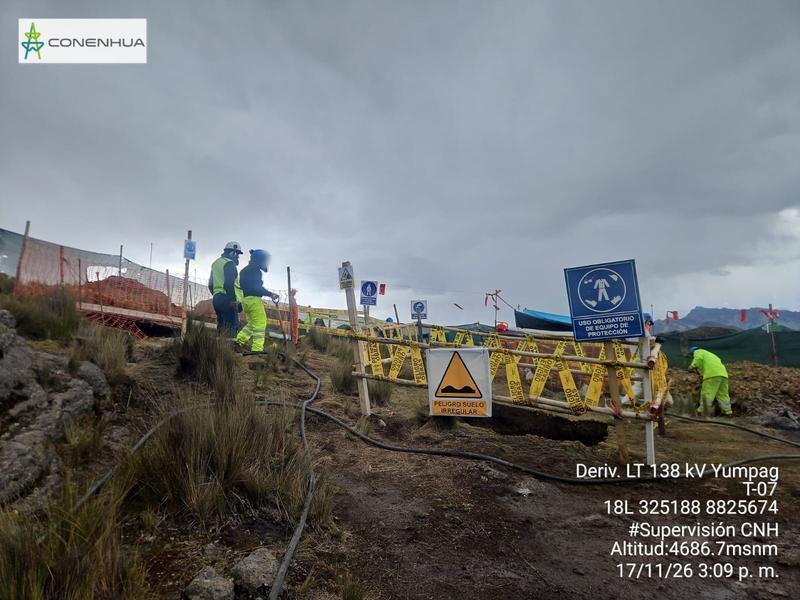 CONENHUA
USO OBLIGATORIO
DE EQUIPO DE
PROTECCIÓN
PELIGRO SUELO
IRREGULAR
Deriv. LT 138 kV Yumpag
T-07
18L 325188 8825674
#Supervisión CNH
Altitud:4686.7msnm
17/11/26 3:09 p. m.